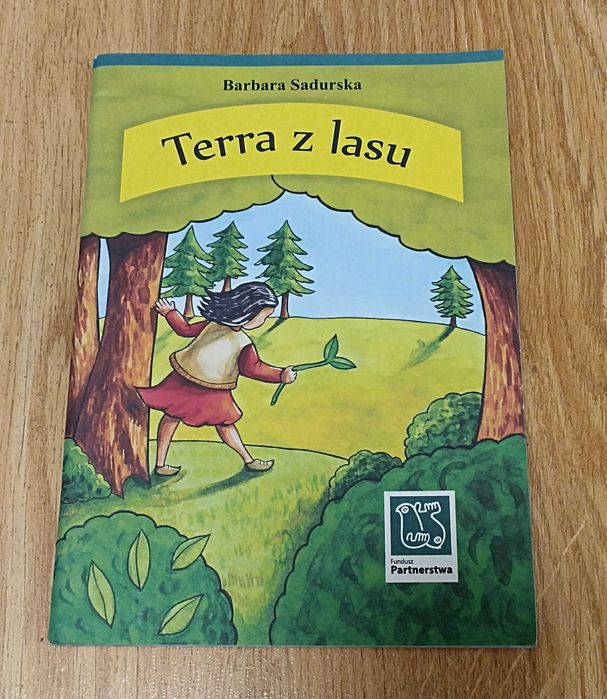 Barbara Sadurska
Terra z lasu
Fundusz
Partnerstwa